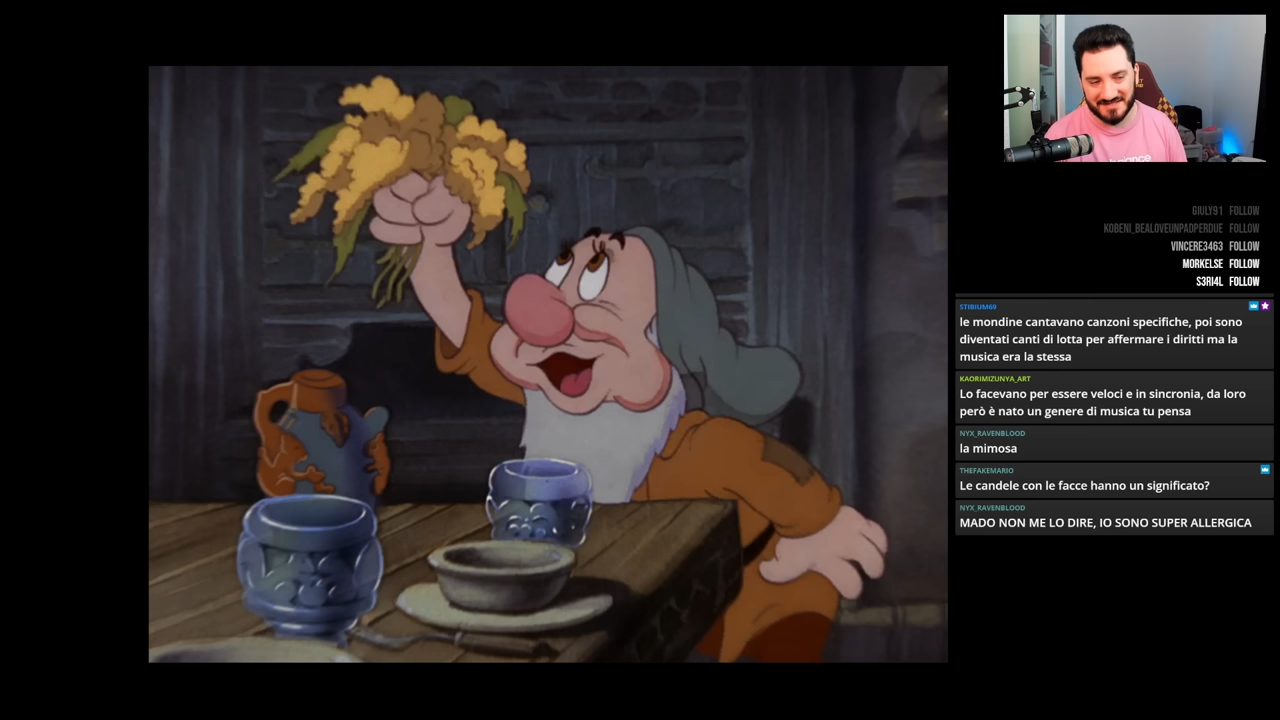 GIULY91 FOLLOW
KOBENI_BEALOVEUNPADPERDUE FOLLOW
VINCERE3463 FOLLOW
MORKELSE FOLLOW
S3RI4L FOLLOW
STIBIUM69
le mondine cantavano canzoni specifiche, poi sono
diventati canti di lotta per affermare i diritti ma la
musica era la stessa
KAORIMIZUNYA_ART
Lo facevano per essere veloci e in sincronia, da loro
però è nato un genere di musica tu pensa
NYX_RAVENBLOOD
la mimosa
THEFAKEMARIO
Le candele con le facce hanno un significato?
NYX_RAVENBLOOD
MADO NON ME LO DIRE, IO SONO SUPER ALLERGICA